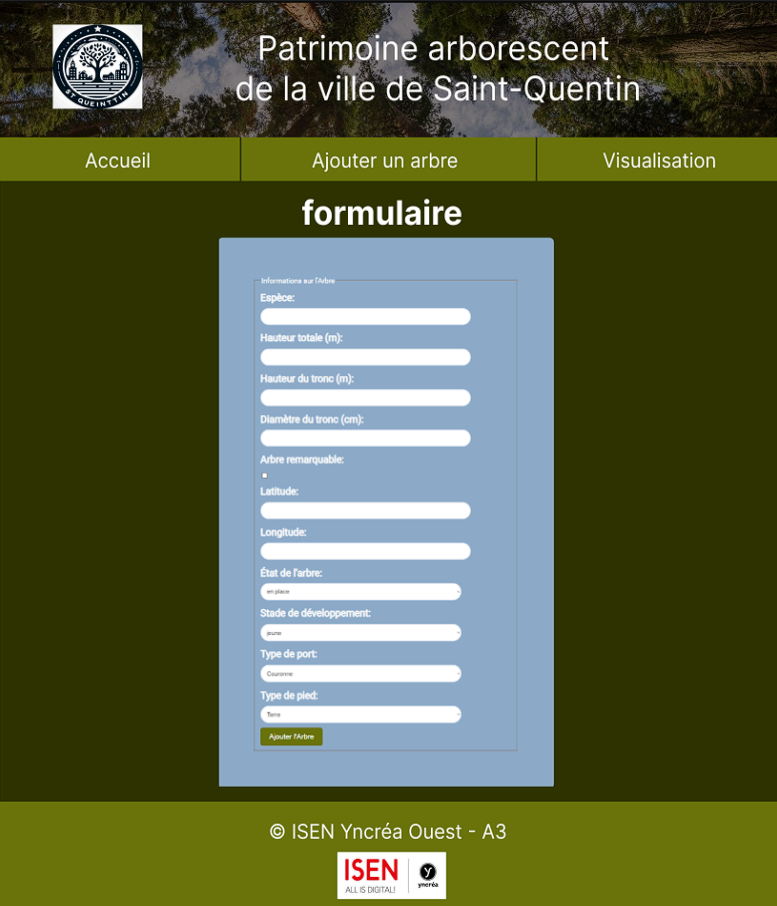 ST QUEINTTIN
Patrimoine arborescent
de la ville de Saint-Quentin
Accueil
Ajouter un arbre
Visualisation
formulaire
Informations sur l'Arbre
Espèce:
Hauteur totale (m):
Hauteur du tronc (m):
Diamètre du tronc (cm):
Arbre remarquable:
Latitude:
Longitude:
État de l'arbre:
en place
Stade de développement:
jeune
Type de port:
Couronne
Type de pied:
Terre
Ajouter l'Arbre
© ISEN Yncréa Ouest - A3
ISEN
ALL IS DIGITAL!
yncréa